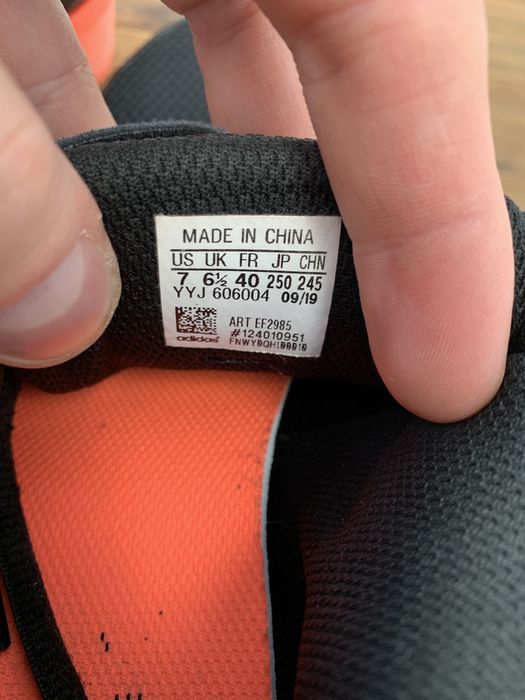 MADE IN CHINA
US UK FR JP CHN
7 6½ 40 250 245
YYJ 606004 09/19
ART EF2985
#124010951
adidas